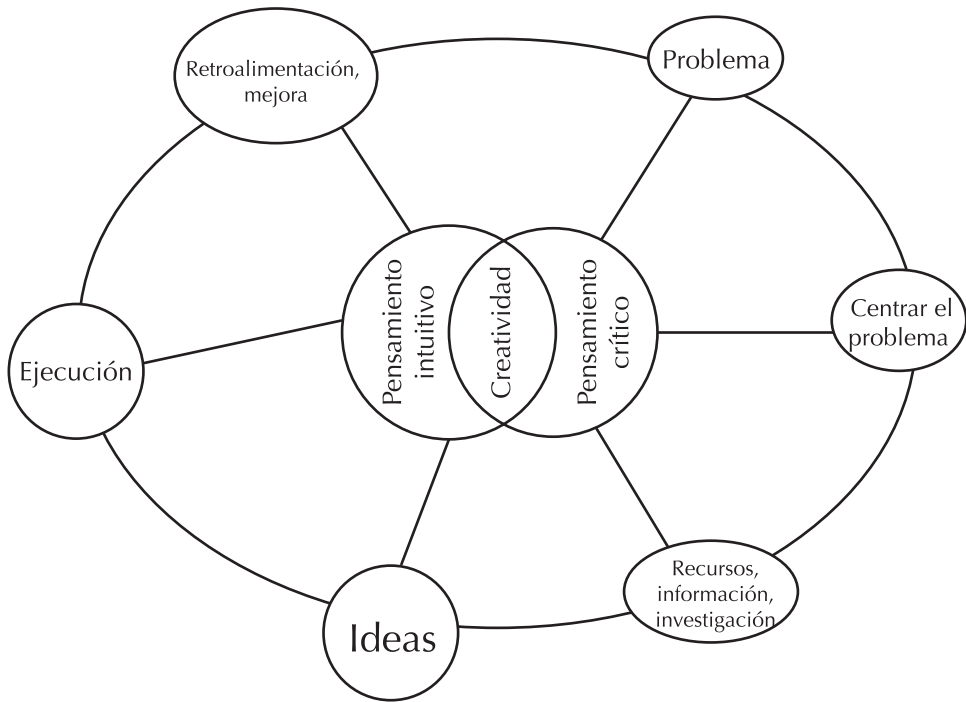 Retroalimentación,
mejora
Problema
Pensamiento
intuitivo
Creatividad
Pensamiento
crítico
Centrar el
problema
Ejecución
Ideas
Recursos,
información,
investigación